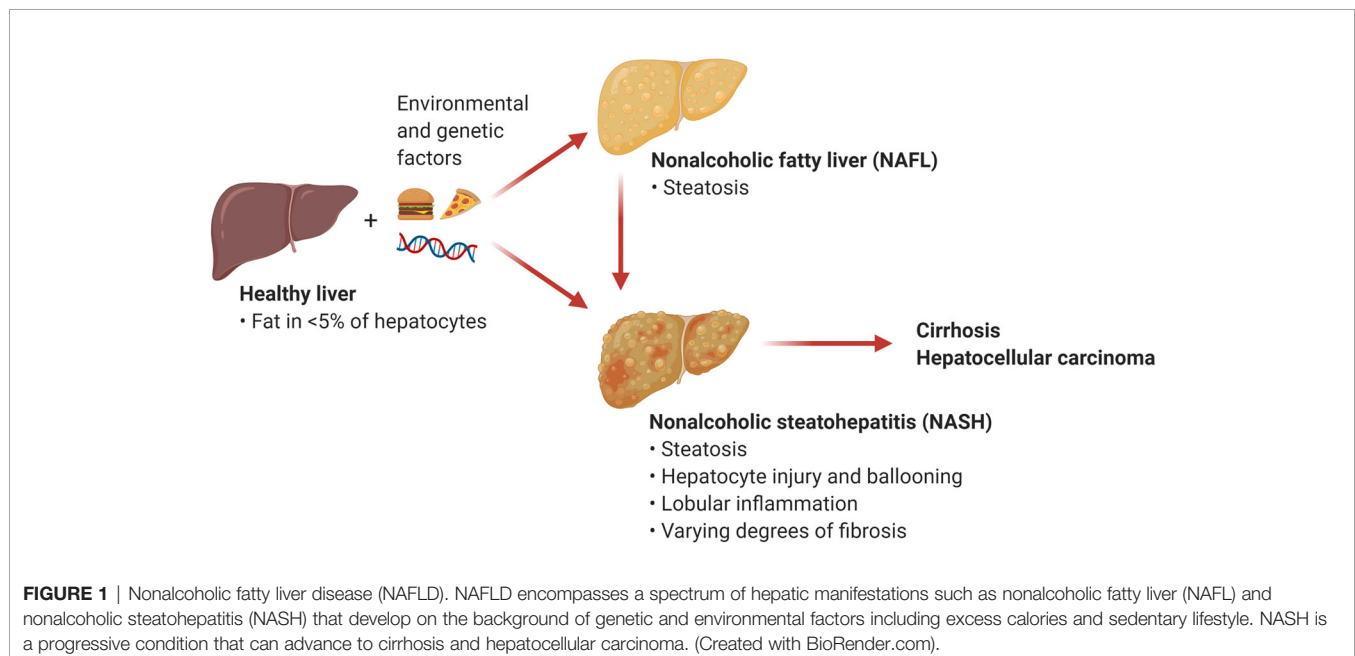 Environmental
and genetic
factors
+
Healthy liver
• Fat in <5% of hepatocytes
Nonalcoholic fatty liver (NAFL)
• Steatosis
Nonalcoholic steatohepatitis (NASH)
• Steatosis
• Hepatocyte injury and ballooning
• Lobular inflammation
• Varying degrees of fibrosis
Cirrhosis
Hepatocellular carcinoma
FIGURE 1 | Nonalcoholic fatty liver disease (NAFLD). NAFLD encompasses a spectrum of hepatic manifestations such as nonalcoholic fatty liver (NAFL) and
nonalcoholic steatohepatitis (NASH) that develop on the background of genetic and environmental factors including excess calories and sedentary lifestyle. NASH is
a progressive condition that can advance to cirrhosis and hepatocellular carcinoma. (Created with BioRender.com).